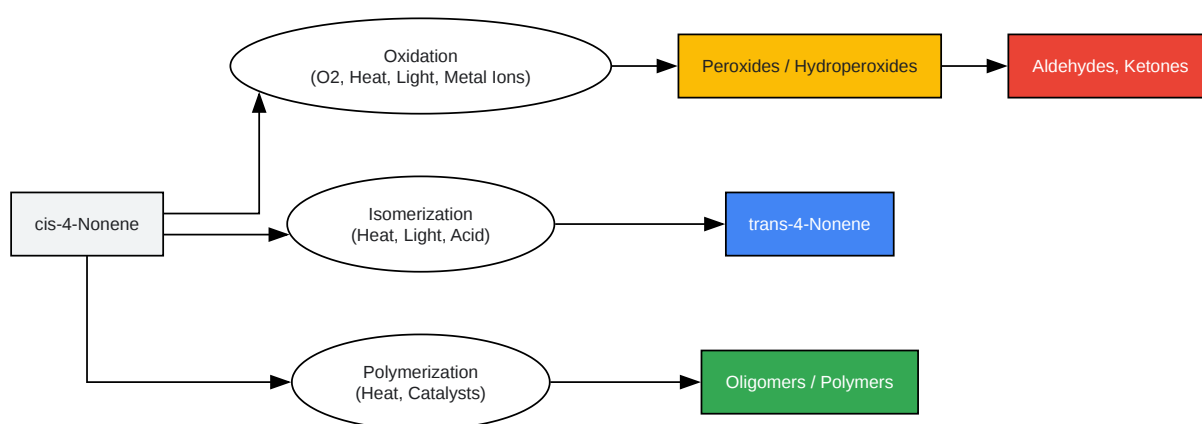 Oxidation
(O2, Heat, Light, Metal Ions)
Peroxides / Hydroperoxides
Aldehydes, Ketones
cis-4-Nonene
Isomerization
(Heat, Light, Acid)
trans-4-Nonene
Polymerization
(Heat, Catalysts)
Oligomers / Polymers